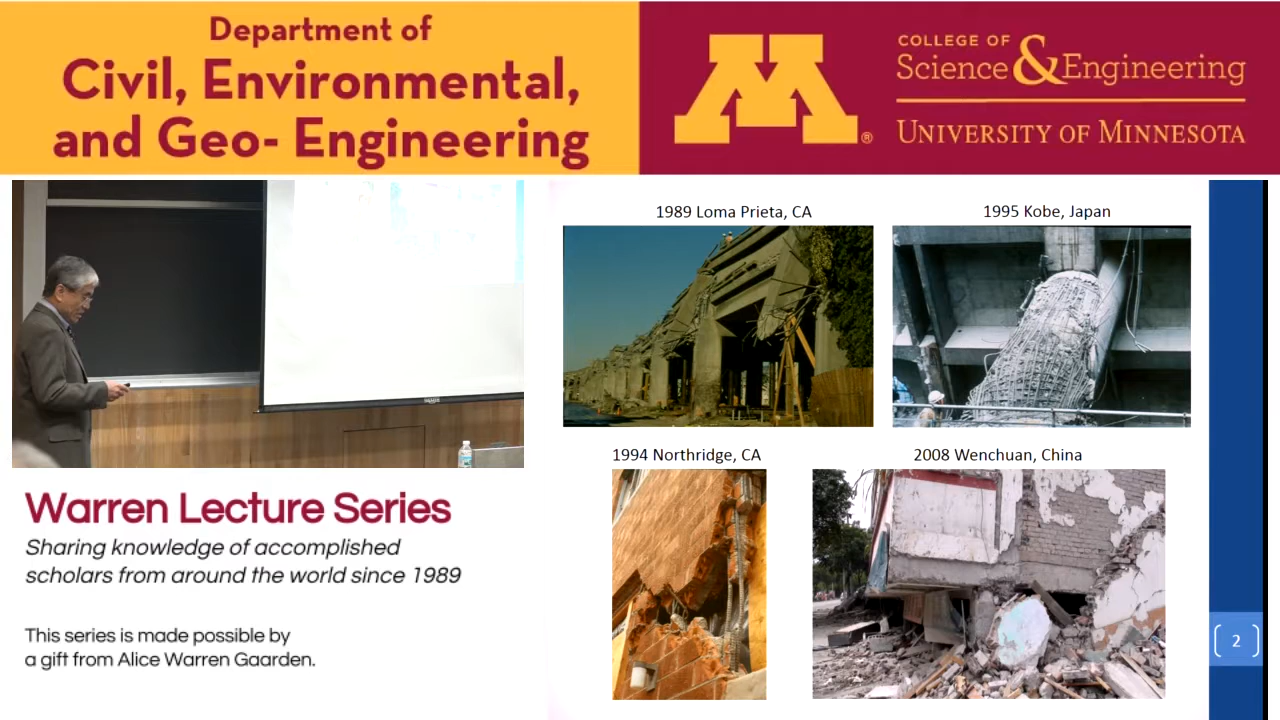 Department of
Civil, Environmental,
and Geo- Engineering
M®
COLLEGE OF
Science & Engineering
UNIVERSITY OF MINNESOTA
Warren Lecture Series
Sharing knowledge of accomplished
scholars from around the world since 1989
This series is made possible by
a gift from Alice Warren Gaarden.
1989 Loma Prieta, CA
1995 Kobe, Japan
1994 Northridge, CA
2008 Wenchuan, China
2